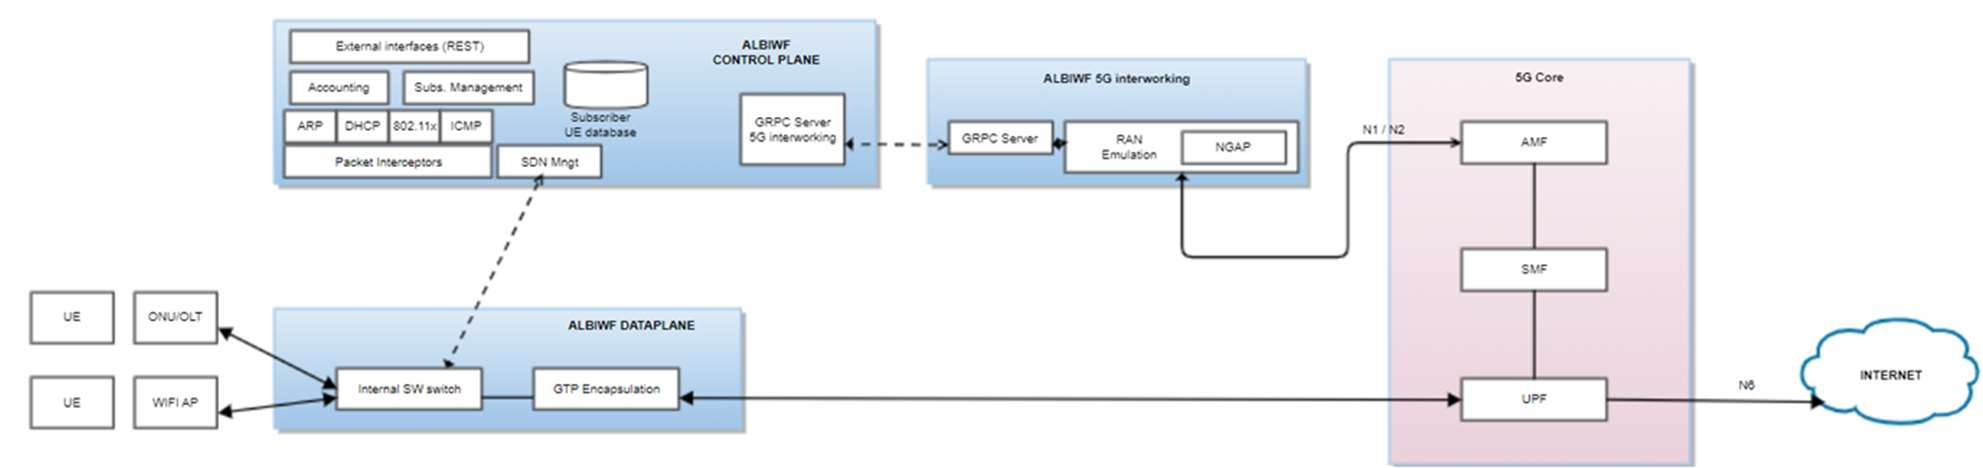 External interfaces (REST)
ALBIWF
CONTROL PLANE
Accounting
Subs. Management
Subscriber
UE database
ARP
DHCP
802.11x
ICMP
Packet Interceptors
SDN Mngt
GRPC Server
5G interworking
ALBIWF 5G interworking
GRPC Server
RAN
Emulation
NGAP
N1 / N2
5G Core
AMF
SMF
UPF
UE
ONU/OLT
UE
WIFI AP
ALBIWF DATAPLANE
Internal SW switch
GTP Encapsulation
N6
INTERNET